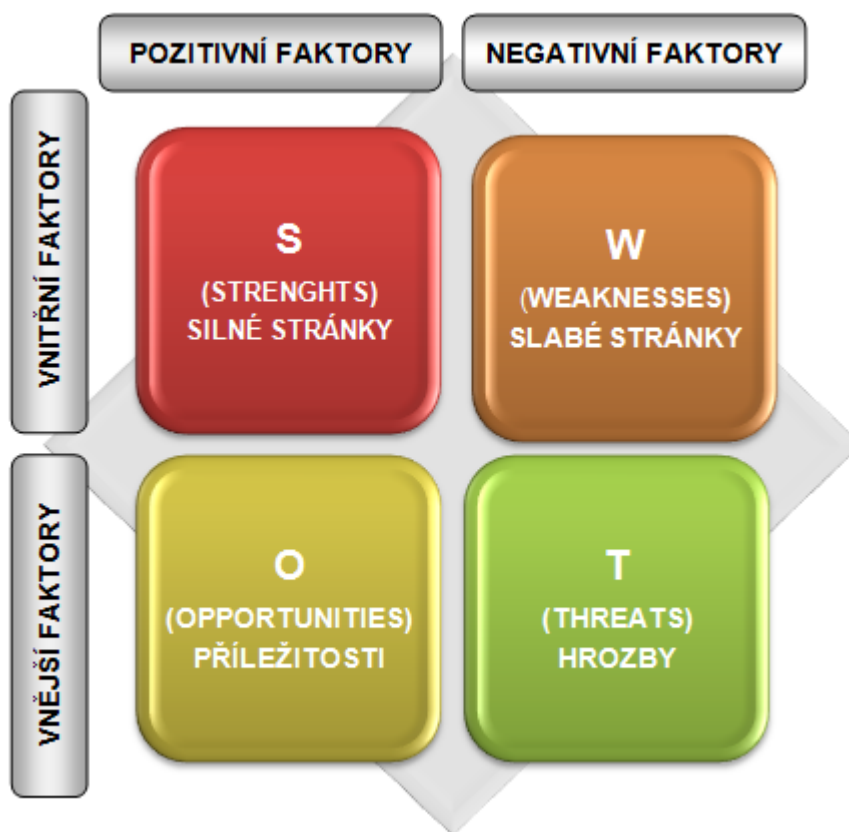 POZITIVNÍ FAKTORY
NEGATIVNÍ FAKTORY
VNITŘNÍ FAKTORY
S
(STRENGHTS)
SILNÉ STRÁNKY
W
(WEAKNESSES)
SLABÉ STRÁNKY
VNĚJŠÍ FAKTORY
O
(OPPORTUNITIES)
PŘÍLEŽITOSTI
T
(THREATS)
HROZBY